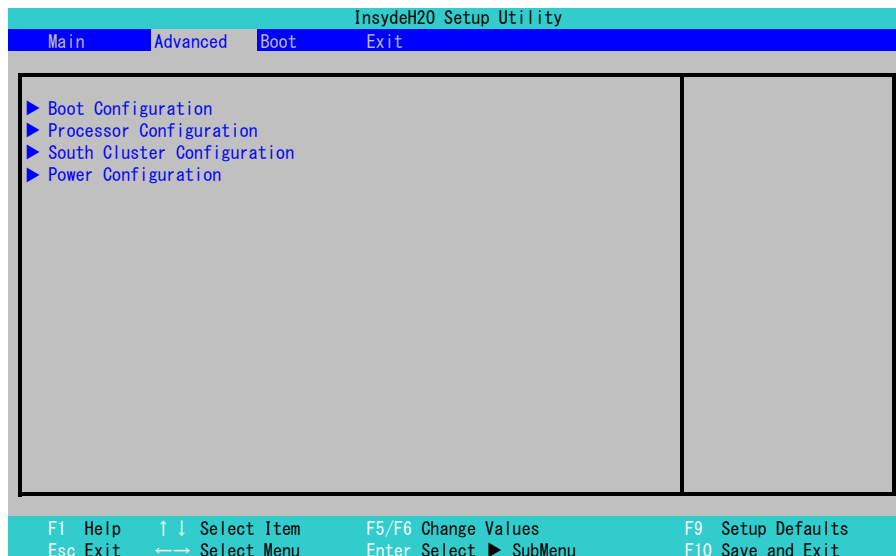 InsydeH2O Setup Utility
Main Advanced Boot Exit
▶ Boot Configuration
▶ Processor Configuration
▶ South Cluster Configuration
▶ Power Configuration
F1 Help ↑↓ Select Item F5/F6 Change Values F9 Setup Defaults
Esc Exit ←→ Select Menu Enter Select ▶ SubMenu F10 Save and Exit